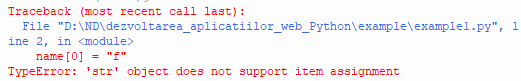 Traceback (most recent call last):
File "D:\ND\dezvoltarea_aplicatiilor_web_Python\example\example1.py", l
ine 2, in <module>
name[0] = "f"
TypeError: 'str' object does not support item assignment